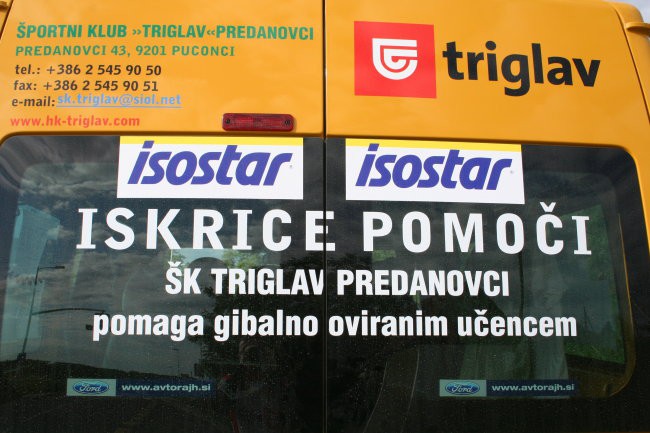 ŠPORTNI KLUB »TRIGLAV«PREDANOVCI
PREDANOVCI 43, 9201 PUCONCI
tel.: +386 2 545 90 50
fax: +386 2 545 90 51
e-mail: sk.triglav@siol.net
www.hk-triglav.com
triglav
isostar isostar
ISKRICE POMOČI
ŠK TRIGLAV PREDANOVCI
pomaga gibalno oviranim učencem
Ford www.avtorajh.si Ford www.avtorajh.si